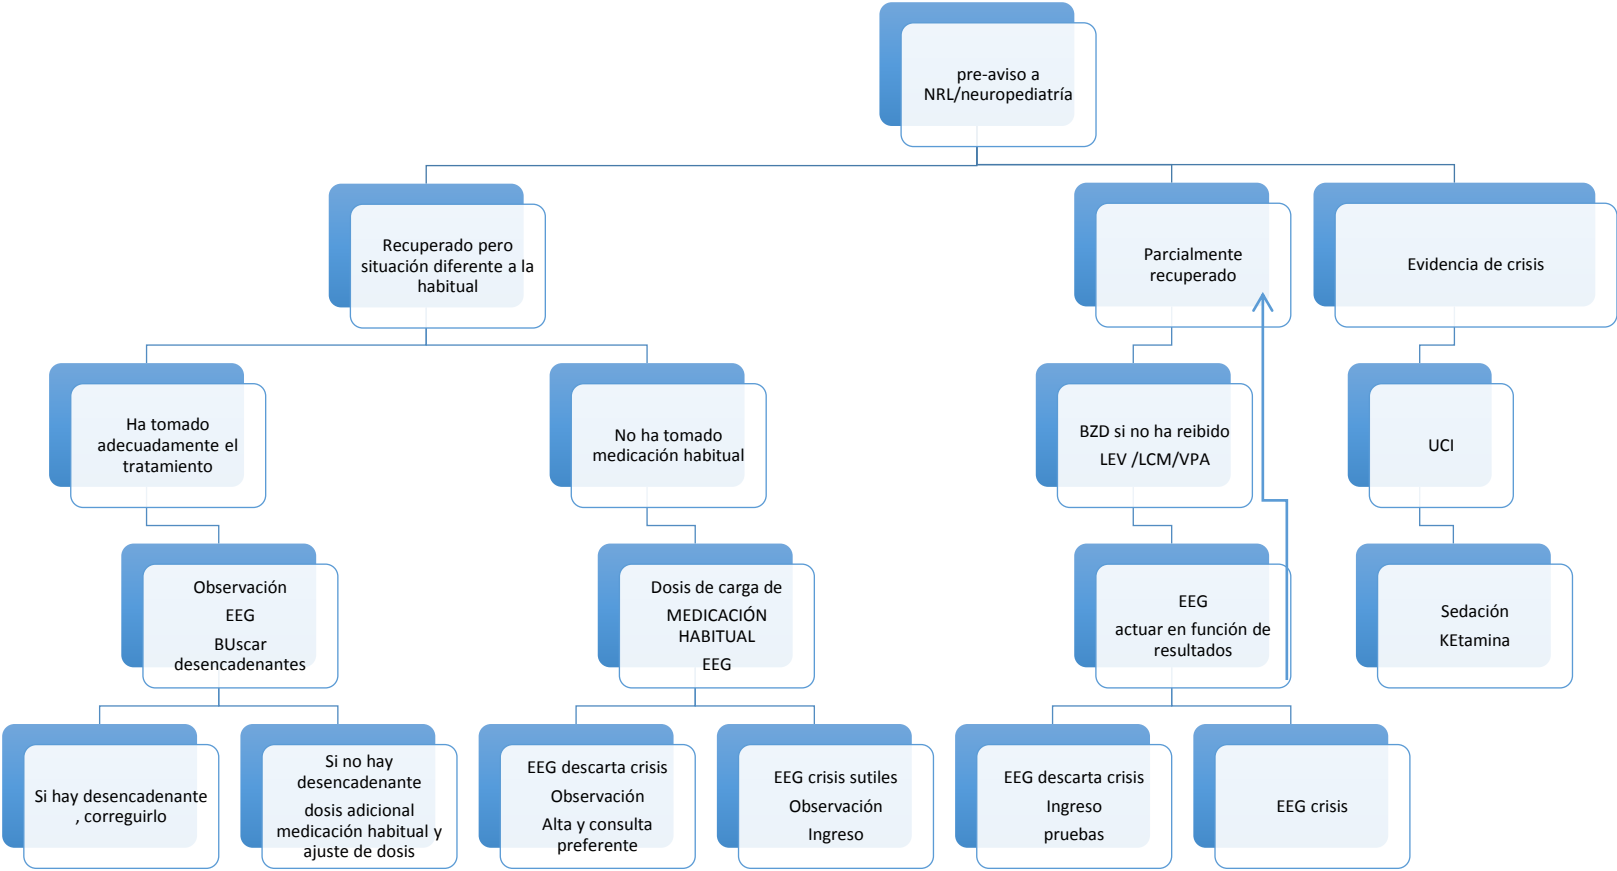 pre-aviso a
NRL/neuropediatría
Recuperado pero
situación diferente a la
habitual
Parcialmente
recuperado
Evidencia de crisis
Ha tomado
adecuadamente el
tratamiento
No ha tomado
medicación habitual
BZD si no ha reibido
LEV /LCM/VPA
UCI
Observación
EEG
BUscar
desencadenantes
Dosis de carga de
MEDICACIÓN
HABITUAL
EEG
EEG
actuar en función de
resultados
Sedación
KEtamina
Si hay desencadenante
, correguirlo
Si no hay
desencadenante
dosis adicional
medicación habitual y
ajuste de dosis
EEG descarta crisis
Observación
Alta y consulta
preferente
EEG crisis sutiles
Observación
Ingreso
EEG descarta crisis
Ingreso
pruebas
EEG crisis